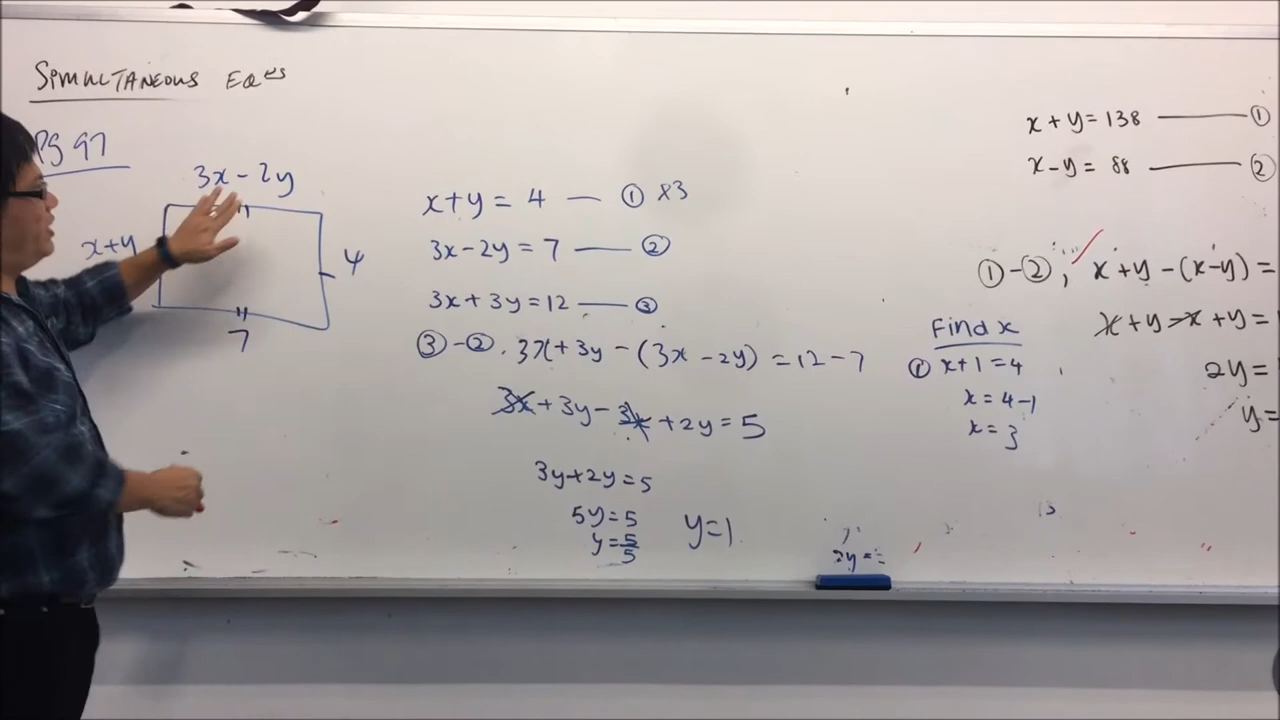 SIMULTANEOUS EQNS
PG 97
3x - 2y
x+y
4
7
x+y = 4 — ① ×3
3x-2y = 7 — ②
3x+3y = 12 — ③
③-②. 3x+3y-(3x-2y) = 12-7
3x+3y-3x+2y = 5
3y+2y = 5
5y = 5
y = 5/5
y=1
Find x
① x+1=4
x = 4-1
x = 3
x+y = 138 — ①
x-y = 88 — ②
①-②; x+y-(x-y) =
x+y-x+y =
2y =
y =
2y =